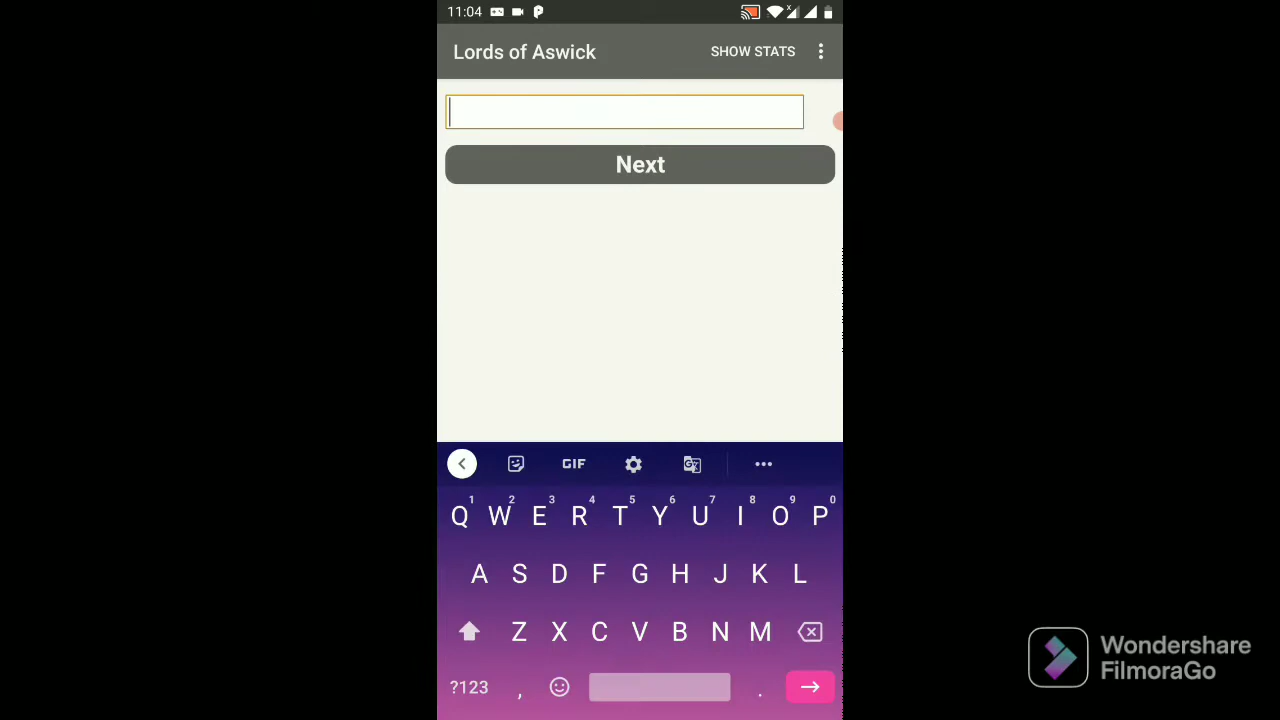 11:04
Lords of Aswick
SHOW STATS
Next
GIF
1 2 3 4 5 6 7 8 9 0
Q W E R T Y U I O P
A S D F G H J K L
Z X C V B N M
?123 , .
Wondershare
FilmoraGo